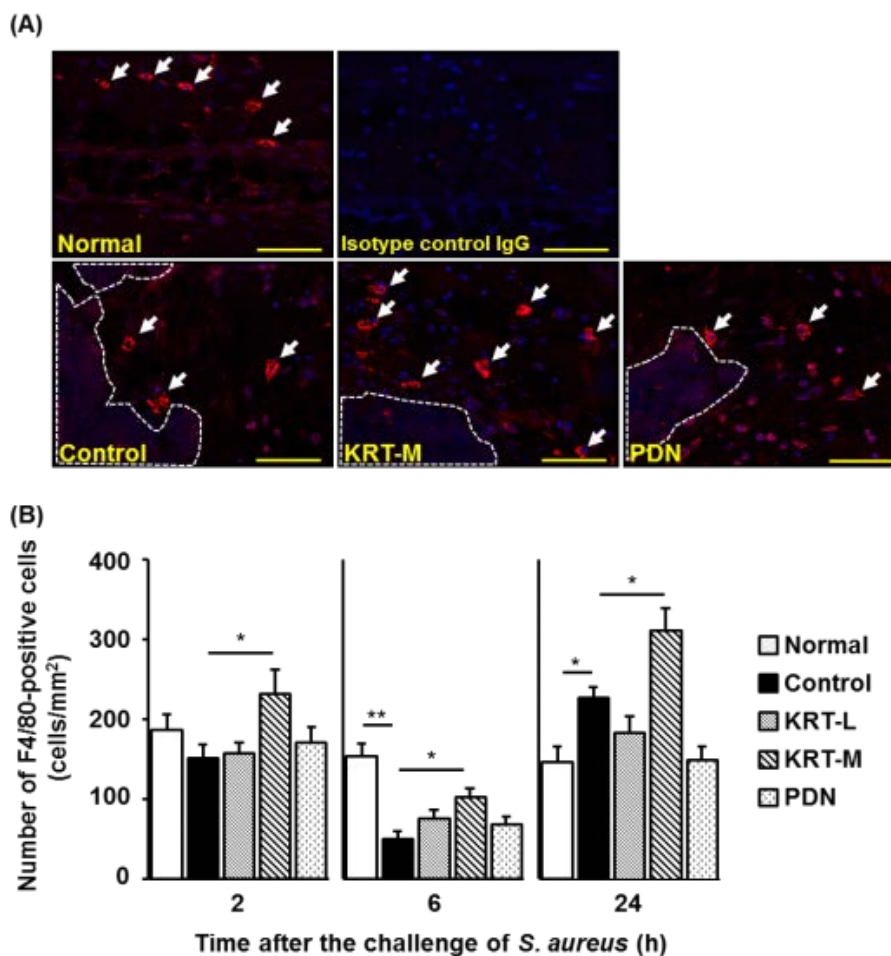 (A)
Normal
Isotype control IgG
Control
KRT-M
PDN
(B)
Number of F4/80-positive cells
(cells/mm²)
400
300
200
100
0
*
**
*
*
*
2
6
24
Time after the challenge of S. aureus (h)
Normal
Control
KRT-L
KRT-M
PDN